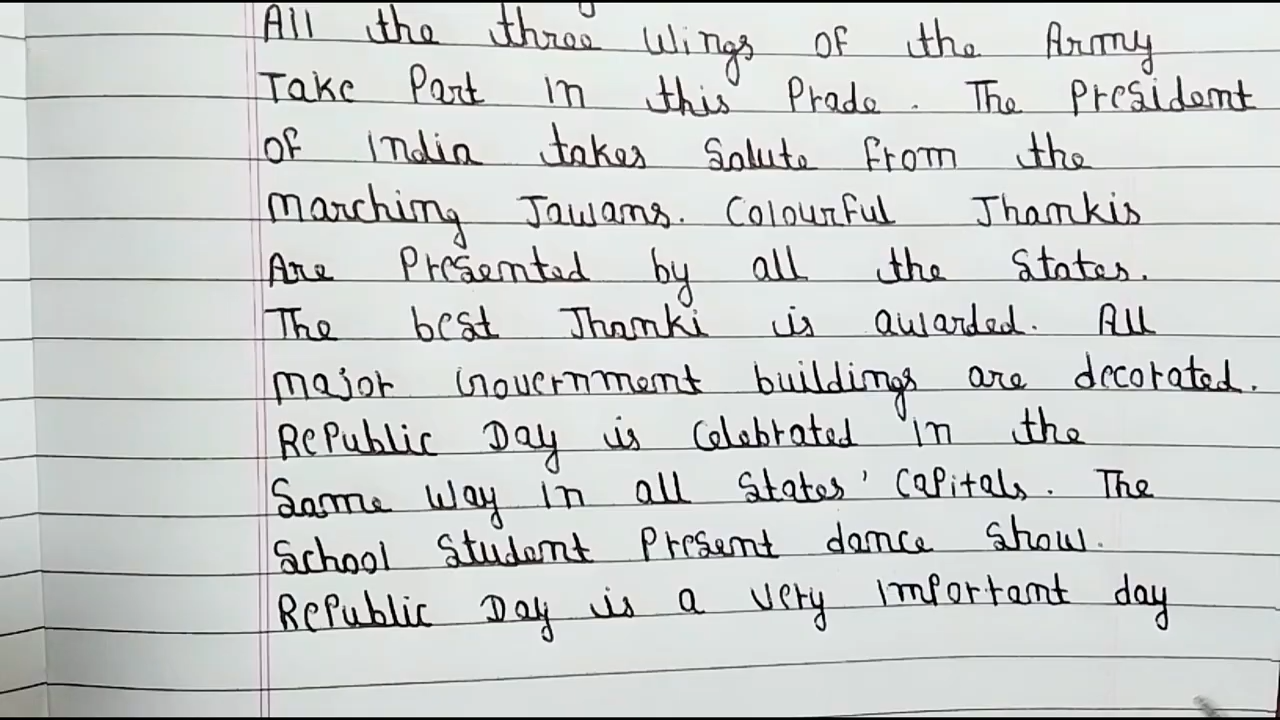 All the three wings of the Army
Take Part in this Prade. The President
of India takes Salute from the
marching Jawans. Colourful Jhankis
Are Presented by all the States.
The best Jhanki is awarded. All
major Government buildings are decorated.
Republic Day is Celebrated in the
Same way in all States' Capitals. The
School Student Present dance show.
Republic Day is a very important day